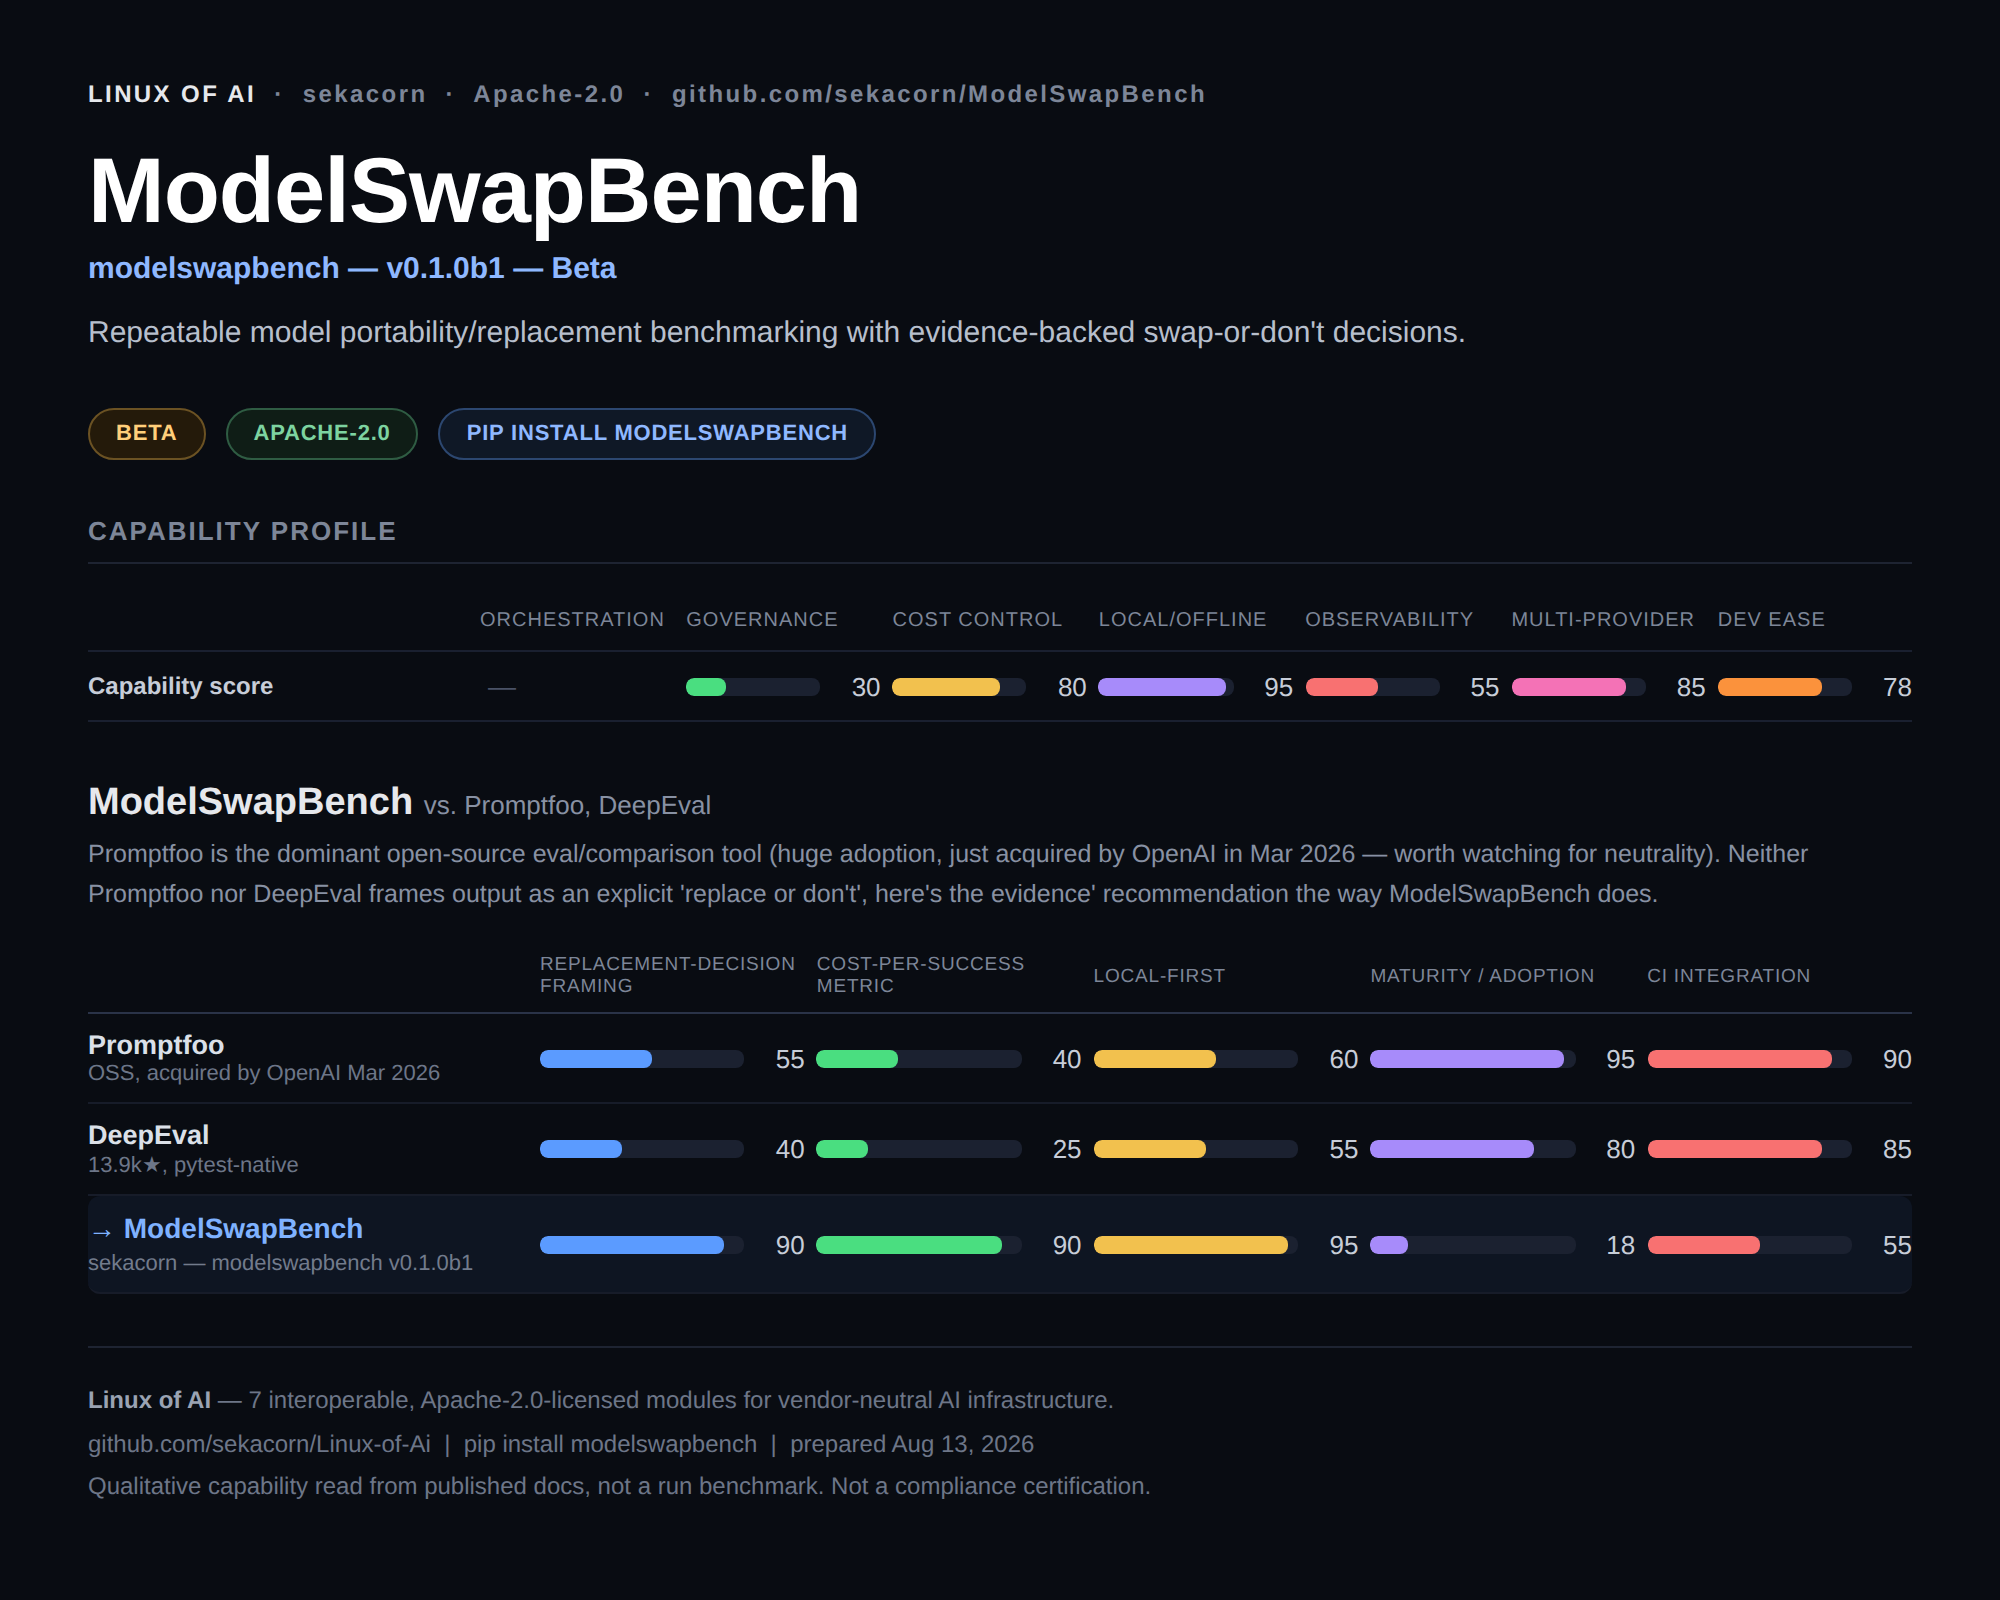 LINUX OF AI · sekacorn · Apache-2.0 · github.com/sekacorn/ModelSwapBench
ModelSwapBench
modelswapbench — v0.1.0b1 — Beta
Repeatable model portability/replacement benchmarking with evidence-backed swap-or-don't decisions.
BETA APACHE-2.0 PIP INSTALL MODELSWAPBENCH
CAPABILITY PROFILE
ORCHESTRATION GOVERNANCE COST CONTROL LOCAL/OFFLINE OBSERVABILITY MULTI-PROVIDER DEV EASE
Capability score — 30 80 95 55 85 78
ModelSwapBench vs. Promptfoo, DeepEval
Promptfoo is the dominant open-source eval/comparison tool (huge adoption, just acquired by OpenAI in Mar 2026 — worth watching for neutrality). Neither
Promptfoo nor DeepEval frames output as an explicit 'replace or don't', here's the evidence' recommendation the way ModelSwapBench does.
REPLACEMENT-DECISION COST-PER-SUCCESS
FRAMING METRIC LOCAL-FIRST MATURITY / ADOPTION CI INTEGRATION
Promptfoo
OSS, acquired by OpenAI Mar 2026
55 40 60 95 90
DeepEval
13.9k★, pytest-native
40 25 55 80 85
→ ModelSwapBench
sekacorn — modelswapbench v0.1.0b1
90 90 95 18 55
Linux of AI — 7 interoperable, Apache-2.0-licensed modules for vendor-neutral AI infrastructure.
github.com/sekacorn/Linux-of-Ai | pip install modelswapbench | prepared Aug 13, 2026
Qualitative capability read from published docs, not a run benchmark. Not a compliance certification.